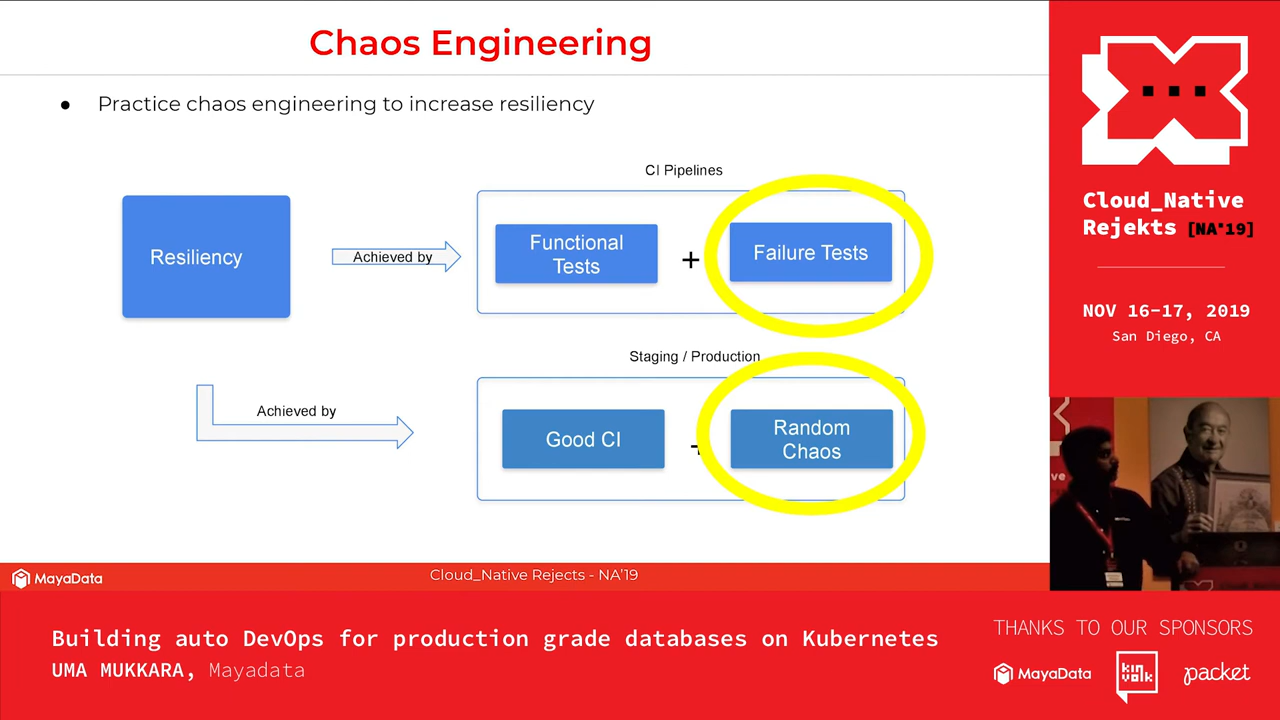 Chaos Engineering
● Practice chaos engineering to increase resiliency
CI Pipelines
Resiliency
Achieved by
Functional
Tests
+
Failure Tests
Staging / Production
Achieved by
Good CI
+
Random
Chaos
MayaData
Cloud_Native Rejects - NA'19
Cloud_Native
Rejekts [NA'19]
NOV 16-17, 2019
San Diego, CA
ve
Building auto DevOps for production grade databases on Kubernetes
UMA MUKKARA, Mayadata
THANKS TO OUR SPONSORS
MayaData
kin
volk
packet